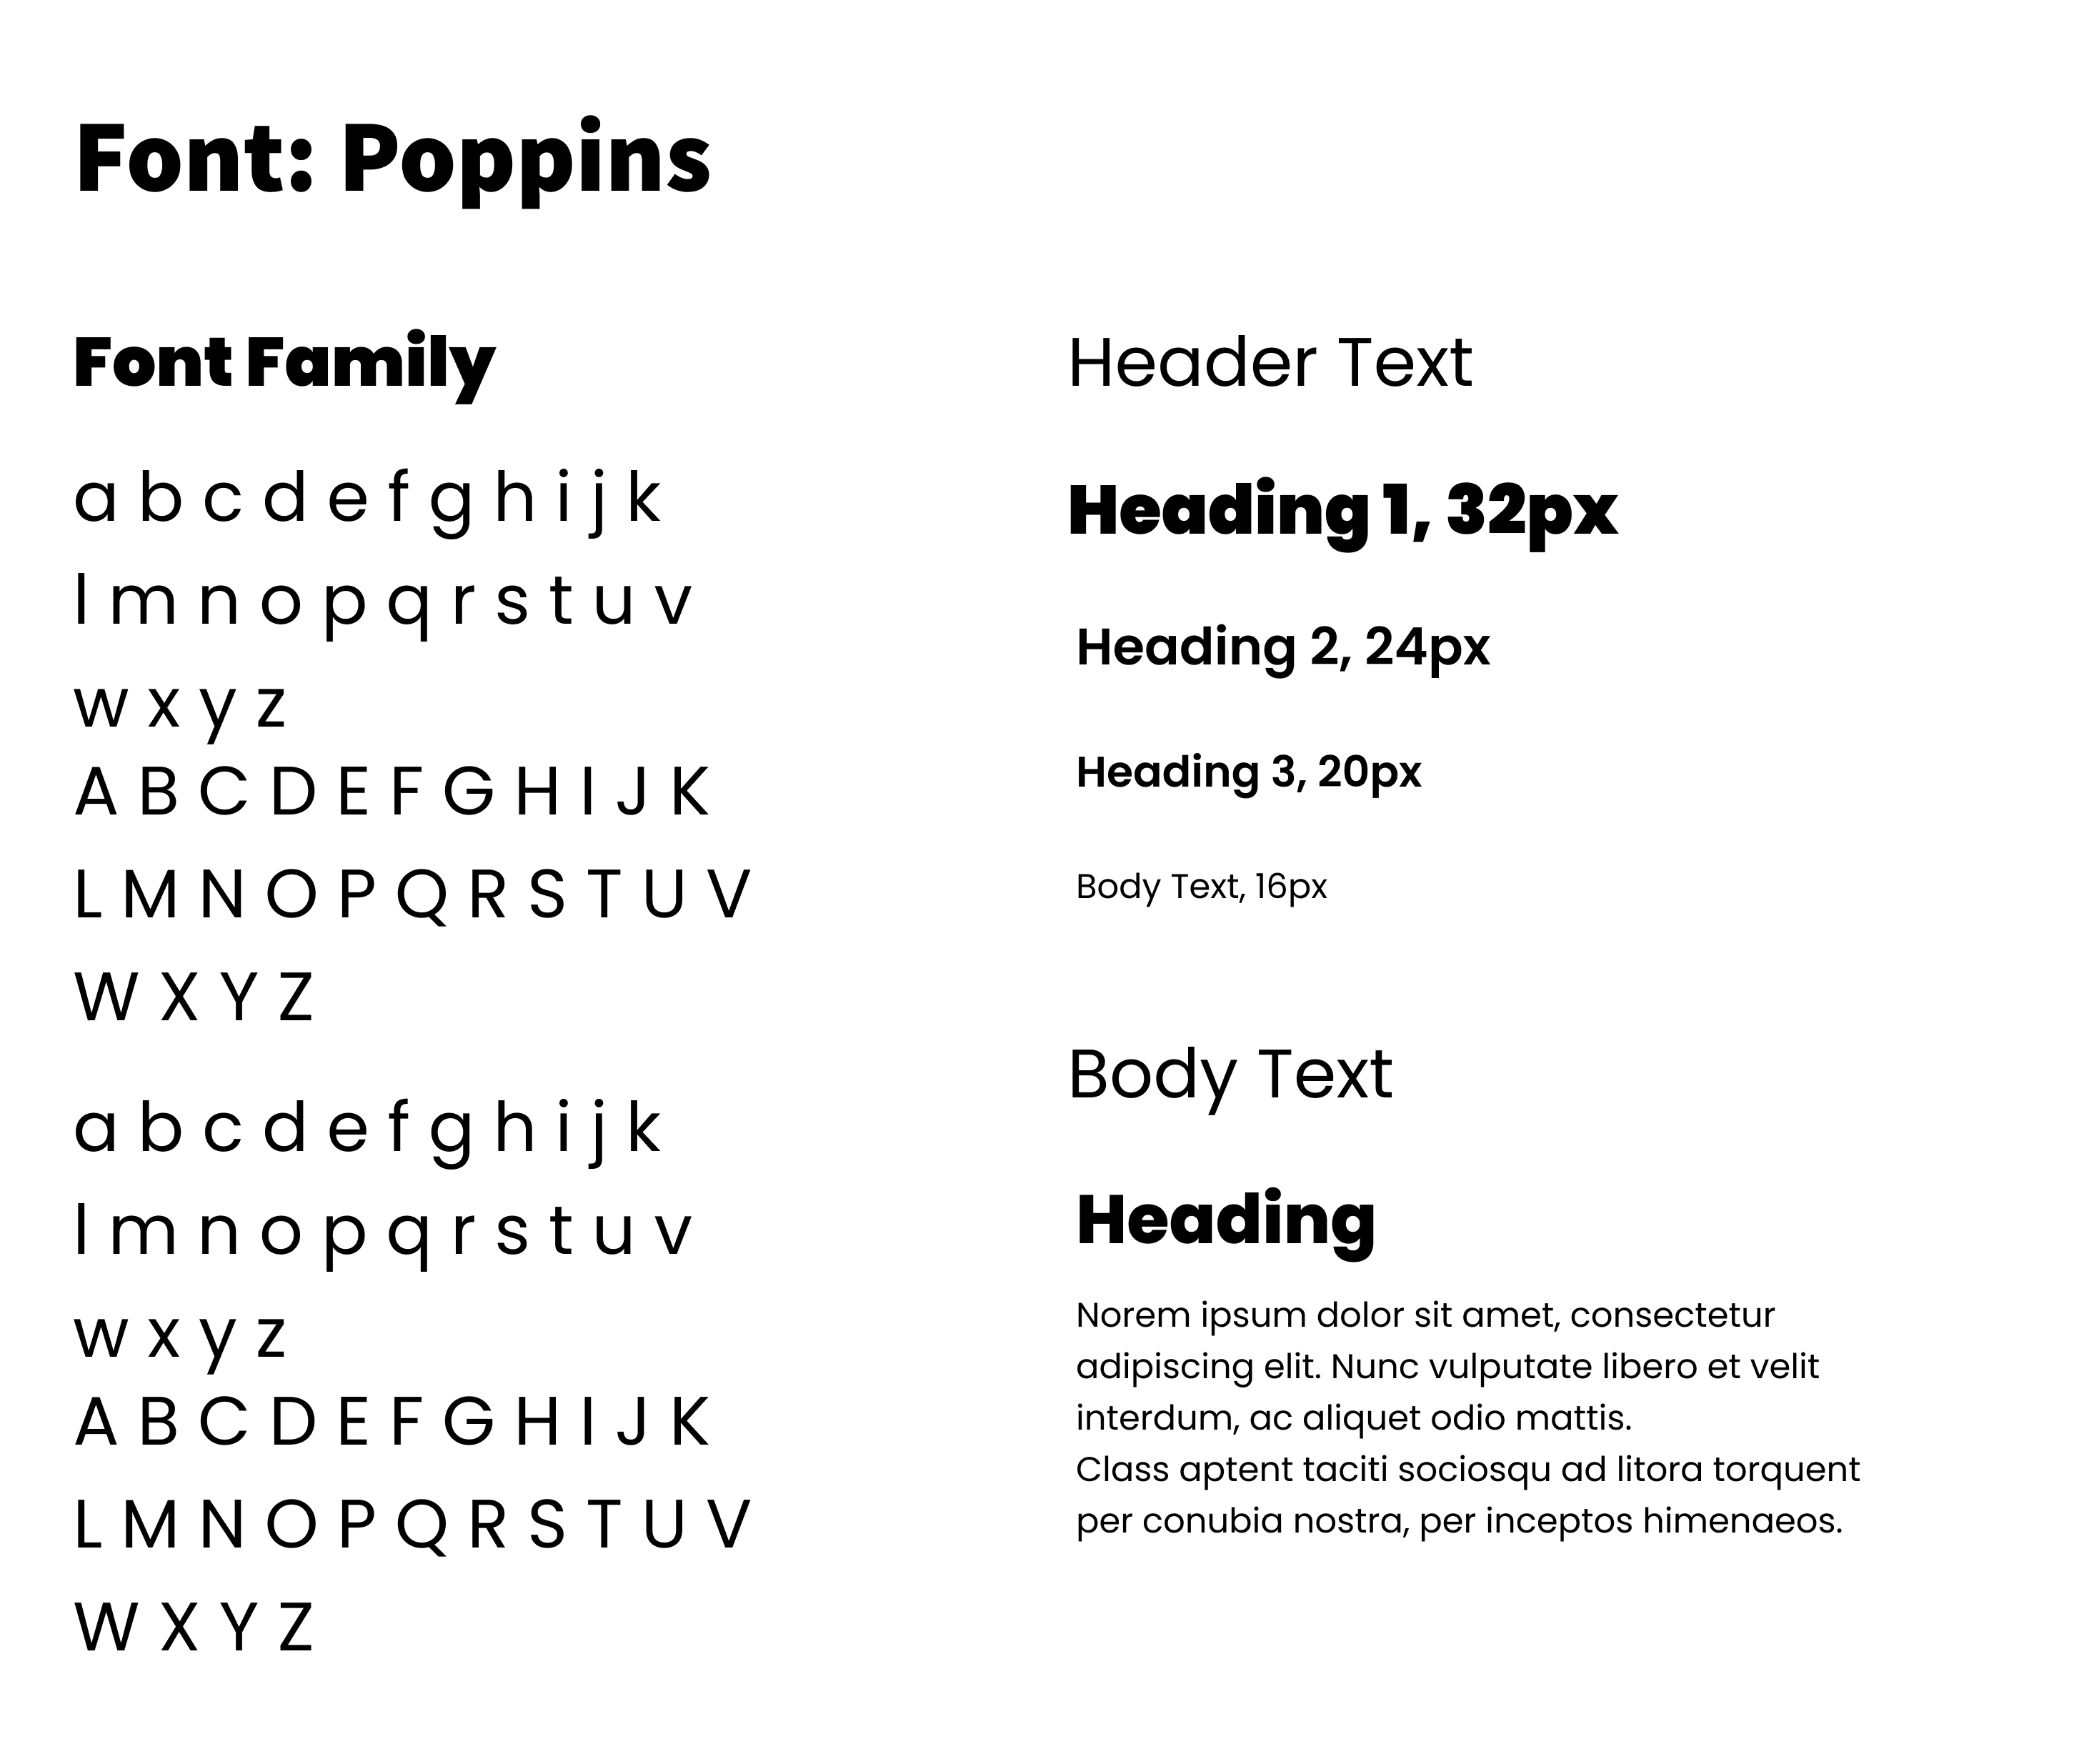 Font: Poppins
Font Family
a b c d e f g h i j k
l m n o p q r s t u v
w x y z
A B C D E F G H I J K
L M N O P Q R S T U V
W X Y Z
a b c d e f g h i j k
l m n o p q r s t u v
w x y z
A B C D E F G H I J K
L M N O P Q R S T U V
W X Y Z
Header Text
Heading 1, 32px
Heading 2, 24px
Heading 3, 20px
Body Text, 16px
Body Text
Heading
Norem ipsum dolor sit amet, consectetur
adipiscing elit. Nunc vulputate libero et velit
interdum, ac aliquet odio mattis.
Class aptent taciti sociosqu ad litora torquent
per conubia nostra, per inceptos himenaeos.